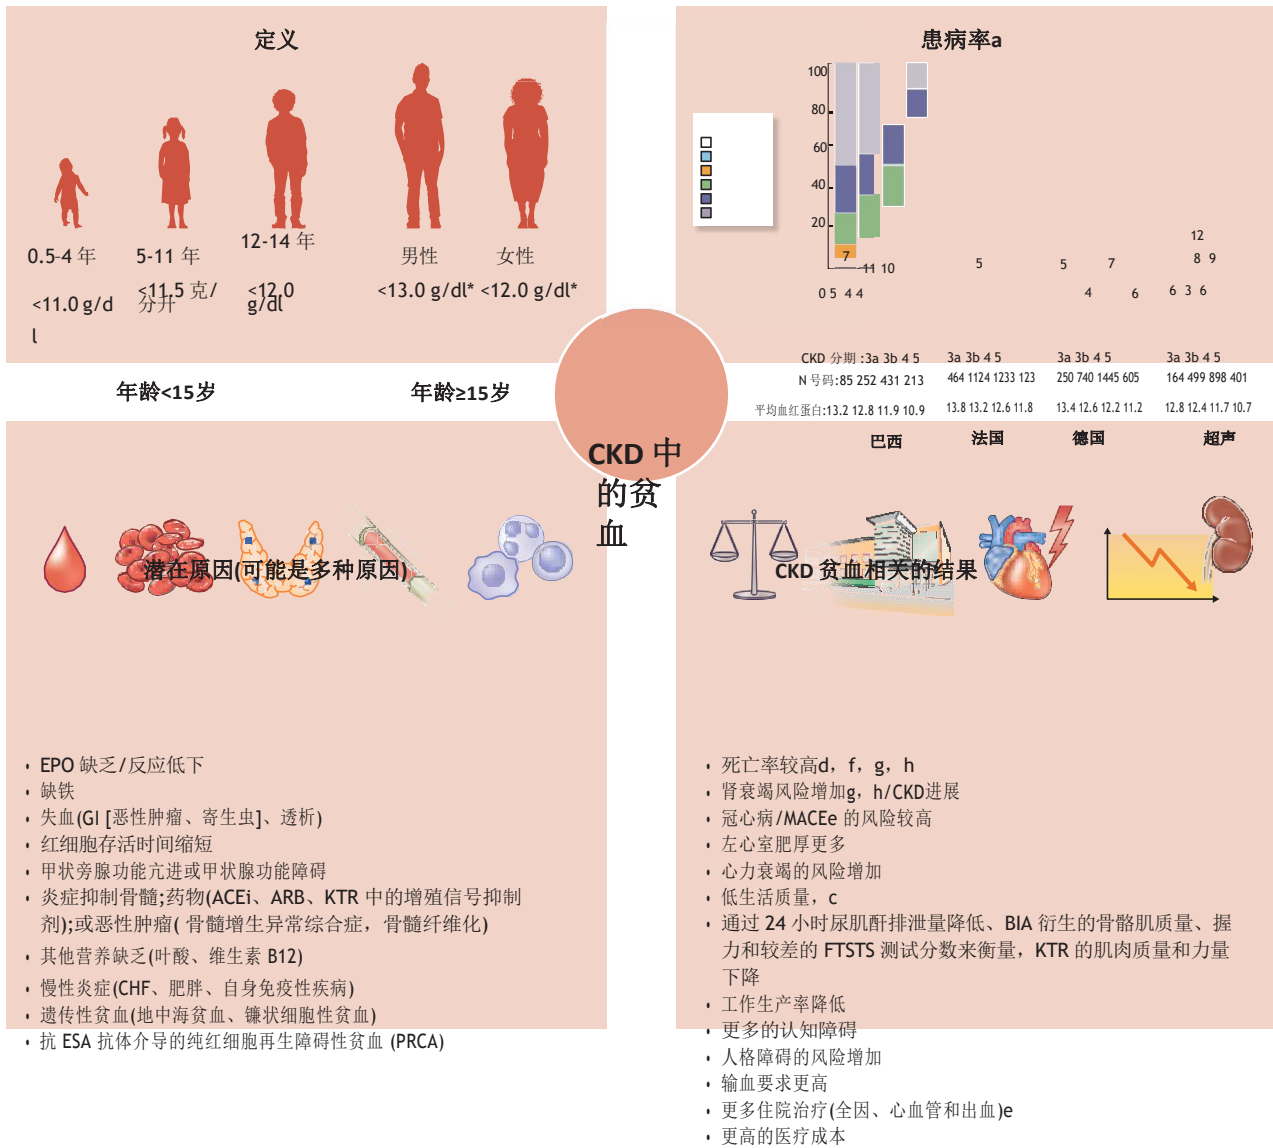 定义
0.5-4 年
5-11 年
12-14 年
男性
女性
<11.0 g/d
l
<11.5 克/
分升
<12.0
g/dl
<13.0 g/dl* <12.0 g/dl*
年龄<15岁
年龄≥15岁
患病率a
100
80
60
40
20
7
11 10
0 5 4 4
5
5
7
4
6
12
8 9
6 3 6
CKD 分期 :3a 3b 4 5
3a 3b 4 5
3a 3b 4 5
3a 3b 4 5
N 号码:85 252 431 213
464 1124 1233 123
250 740 1445 605
164 499 898 401
平均血红蛋白:13.2 12.8 11.9 10.9
13.8 13.2 12.6 11.8
13.4 12.6 12.2 11.2
12.8 12.4 11.7 10.7
巴西
法国
德国
超声
CKD 中
的贫
血
潜在原因(可能是多种原因)
• EPO 缺乏/反应低下
• 缺铁
• 失血(GI [恶性肿瘤、寄生虫]、透析)
• 红细胞存活时间缩短
• 甲状旁腺功能亢进或甲状腺功能障碍
• 炎症抑制骨髓;药物(ACEi、ARB、KTR 中的增殖信号抑制
剂);或恶性肿瘤( 骨髓增生异常综合症，骨髓纤维化)
• 其他营养缺乏(叶酸、维生素 B12)
• 慢性炎症(CHF、肥胖、自身免疫性疾病)
• 遗传性贫血(地中海贫血、镰状细胞性贫血)
• 抗 ESA 抗体介导的纯红细胞再生障碍性贫血 (PRCA)
CKD 贫血相关的结果
• 死亡率较高d，f，g，h
• 肾衰竭风险增加g，h/CKD进展
• 冠心病/MACEe 的风险较高
• 左心室肥厚更多
• 心力衰竭的风险增加
• 低生活质量，c
• 通过 24 小时尿肌酐排泄量降低、BIA 衍生的骨骼肌质量、握
力和较差的 FTSTS 测试分数来衡量，KTR 的肌肉质量和力量
下降
• 工作生产率降低
• 更多的认知障碍
• 人格障碍的风险增加
• 输血要求更高
• 更多住院治疗(全因、心血管和出血)e
• 更高的医疗成本